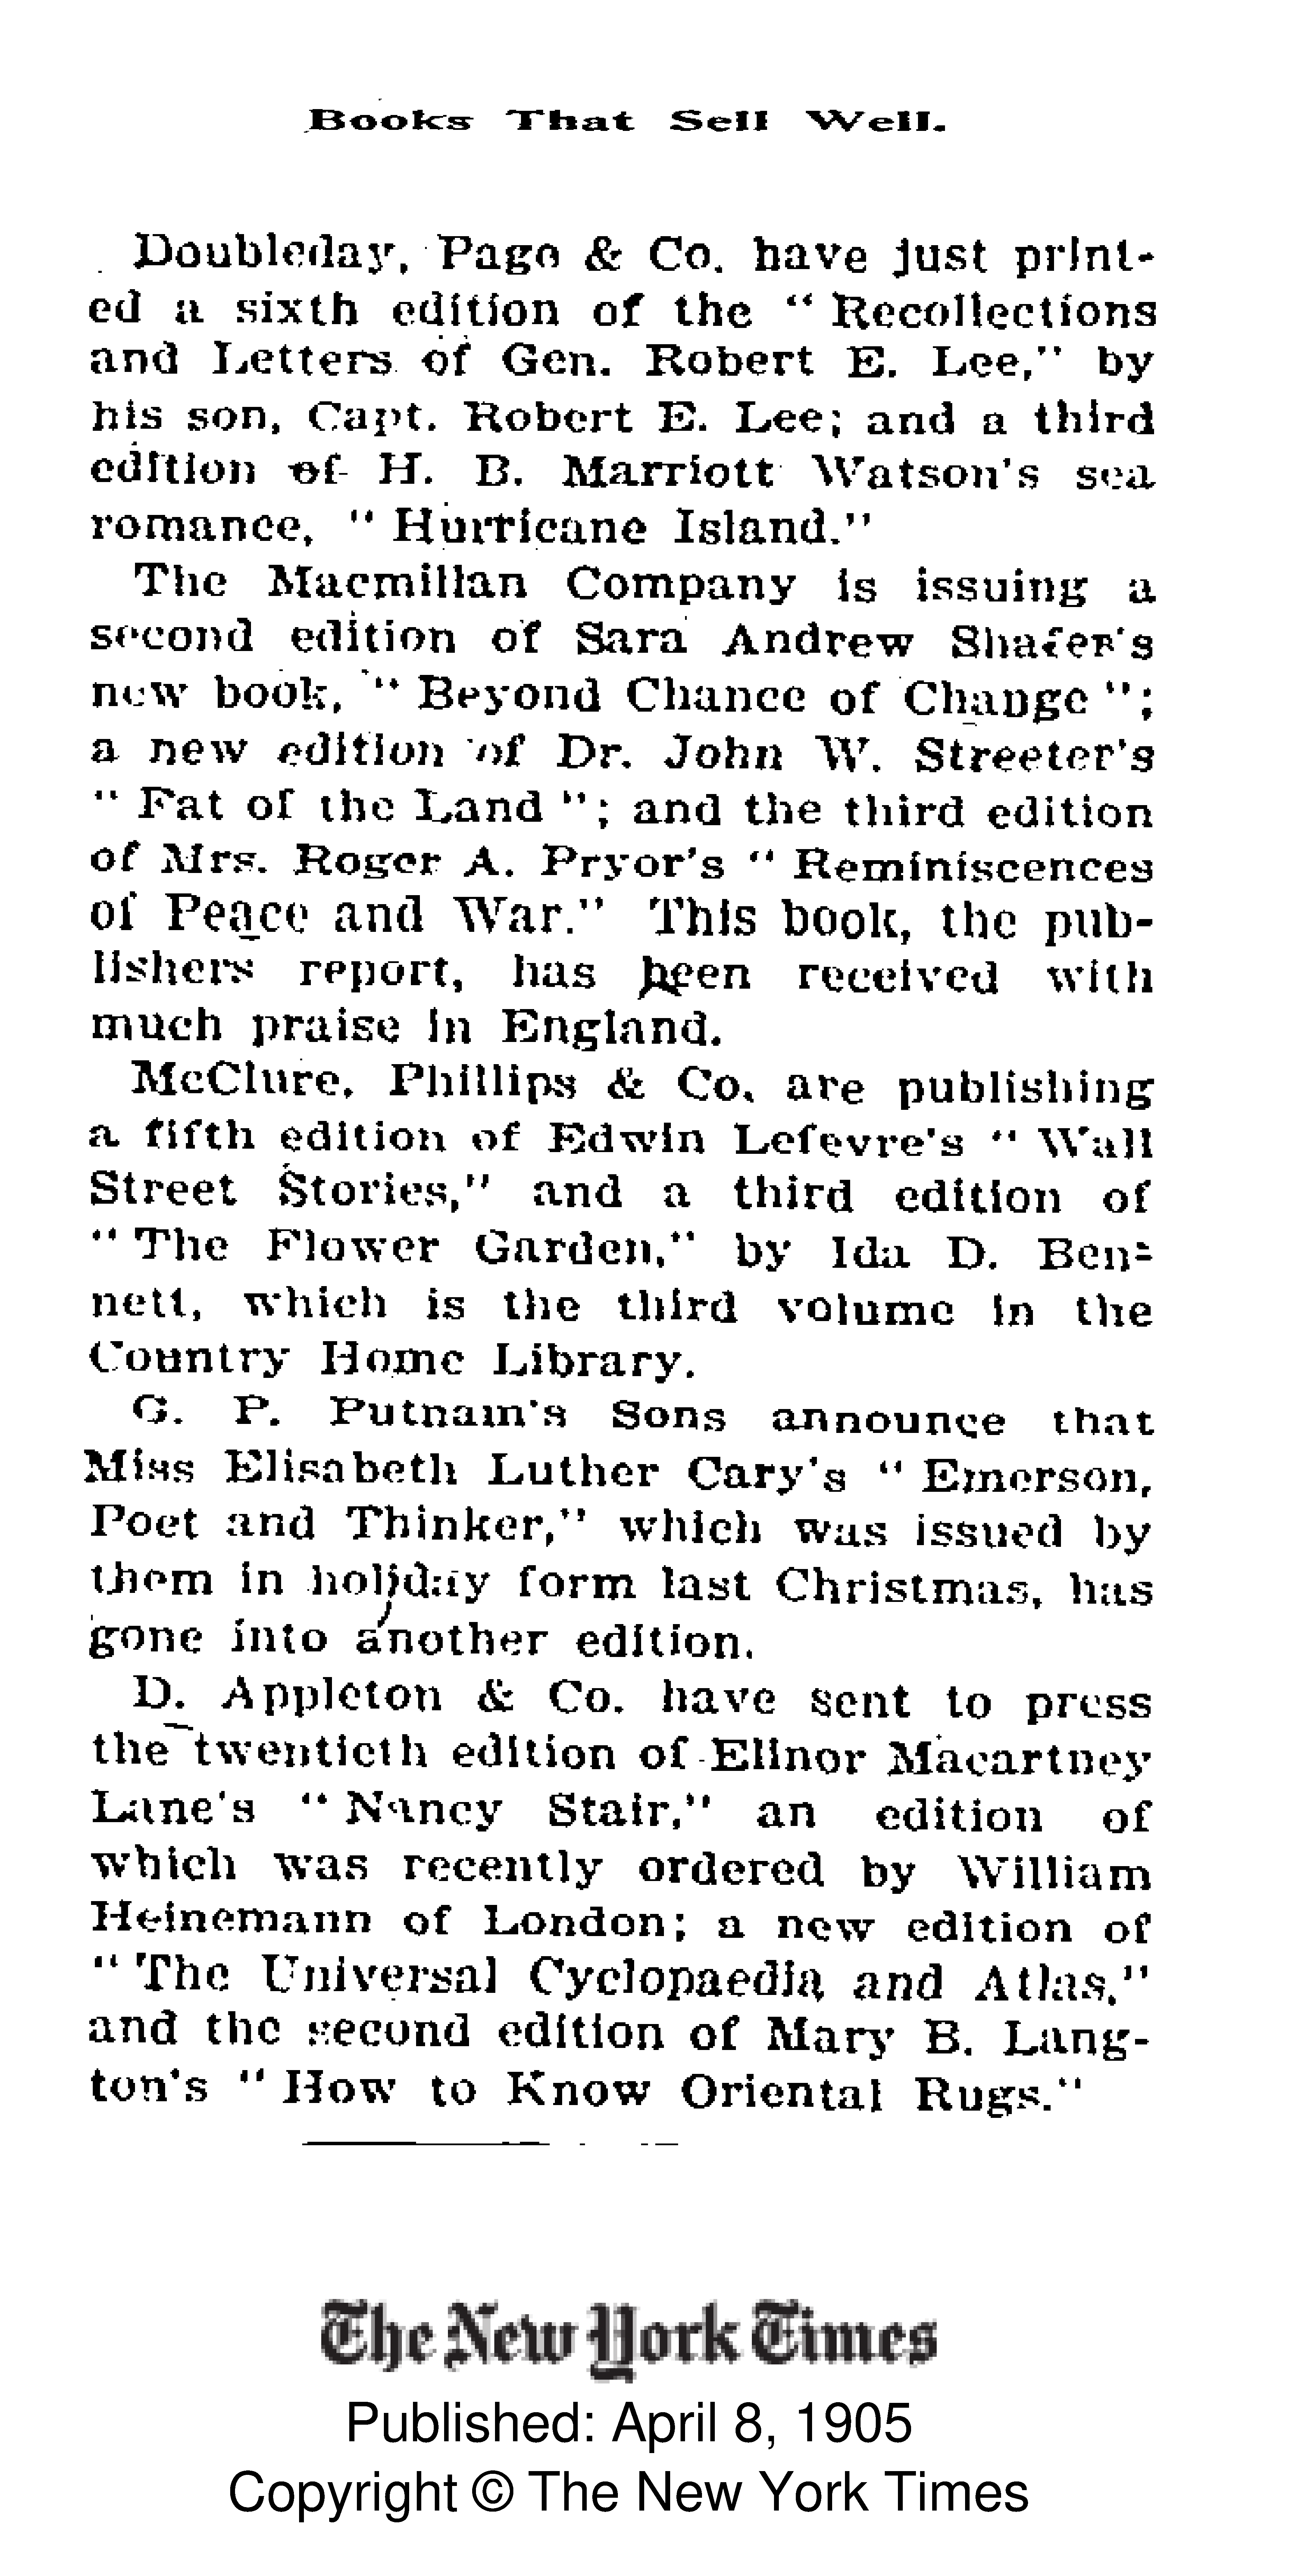 Books That Sell Well.
Doubleday, Page & Co. have just print-
ed a sixth edition of the "Recollections
and Letters of Gen. Robert E. Lee," by
his son, Capt. Robert E. Lee; and a third
edition of H. B. Marriott Watson's sea
romance, "Hurricane Island."
The Macmillan Company is issuing a
second edition of Sara Andrew Shafer's
new book, "Beyond Chance of Change";
a new edition of Dr. John W. Streeter's
"Fat of the Land"; and the third edition
of Mrs. Roger A. Pryor's "Reminiscences
of Peace and War." This book, the pub-
lishers report, has been received with
much praise in England.
McClure, Phillips & Co. are publishing
a fifth edition of Edwin Lefevre's "Wall
Street Stories," and a third edition of
"The Flower Garden," by Ida D. Ben-
nett, which is the third volume in the
Country Home Library.
G. P. Putnam's Sons announce that
Miss Elisabeth Luther Cary's "Emerson,
Poet and Thinker," which was issued by
them in holiday form last Christmas, has
gone into another edition.
D. Appleton & Co. have sent to press
the twentieth edition of Elinor Macartney
Lane's "Nancy Stair," an edition of
which was recently ordered by William
Heinemann of London; a new edition of
"The Universal Cyclopaedia and Atlas,"
and the second edition of Mary B. Lang-
ton's "How to Know Oriental Rugs."
The New York Times
Published: April 8, 1905
Copyright © The New York Times